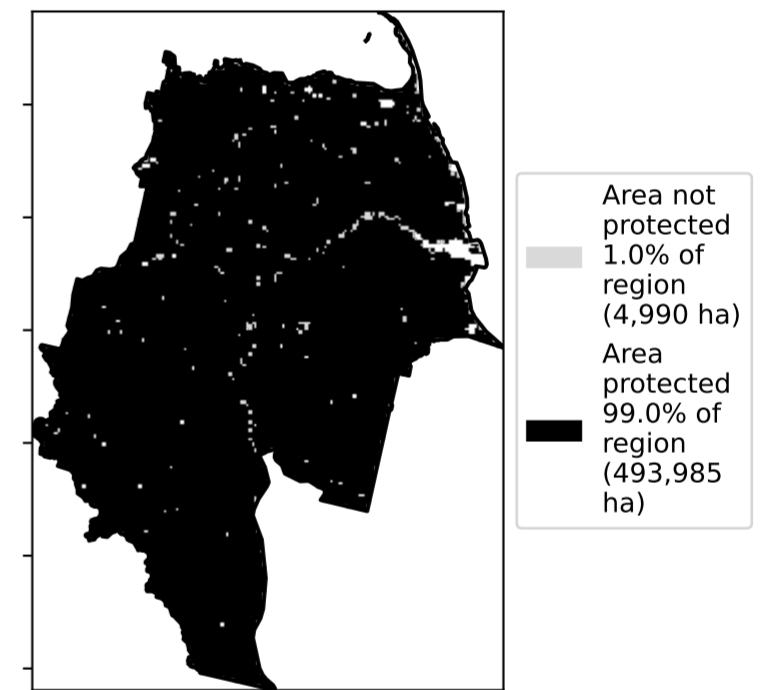 Area not
protected
1.0% of
region
(4,990 ha)
Area
protected
99.0% of
region
(493,985
ha)